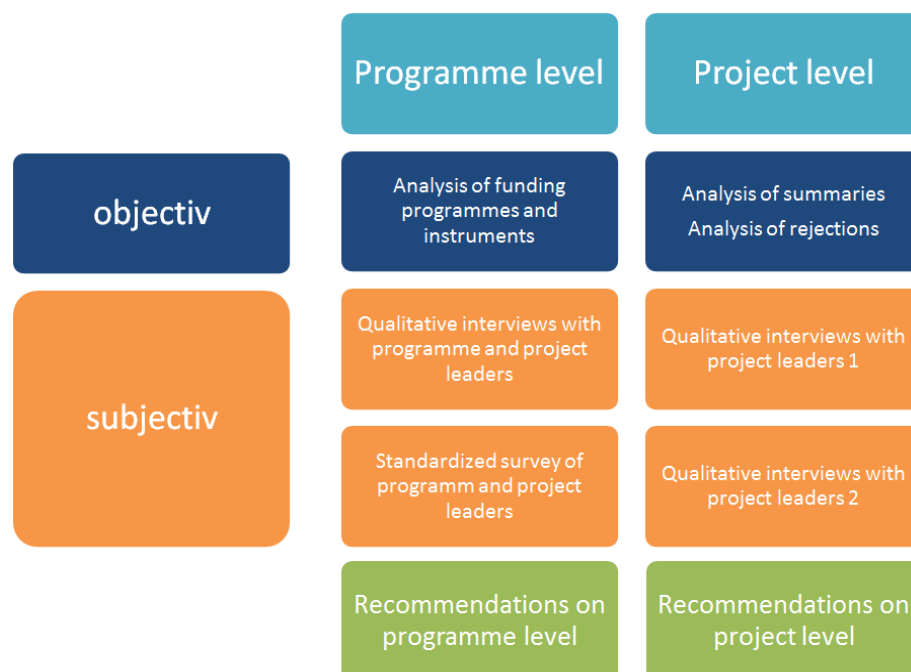 Programme level
Project level
objectiv
Analysis of funding
programmes and
instruments
Analysis of summaries
Analysis of rejections
subjectiv
Qualitative interviews with
programme and project
leaders
Qualitative interviews with
project leaders 1
Standardized survey of
programm and project
leaders
Qualitative interviews with
project leaders 2
Recommendations on
programme level
Recommendations on
project level